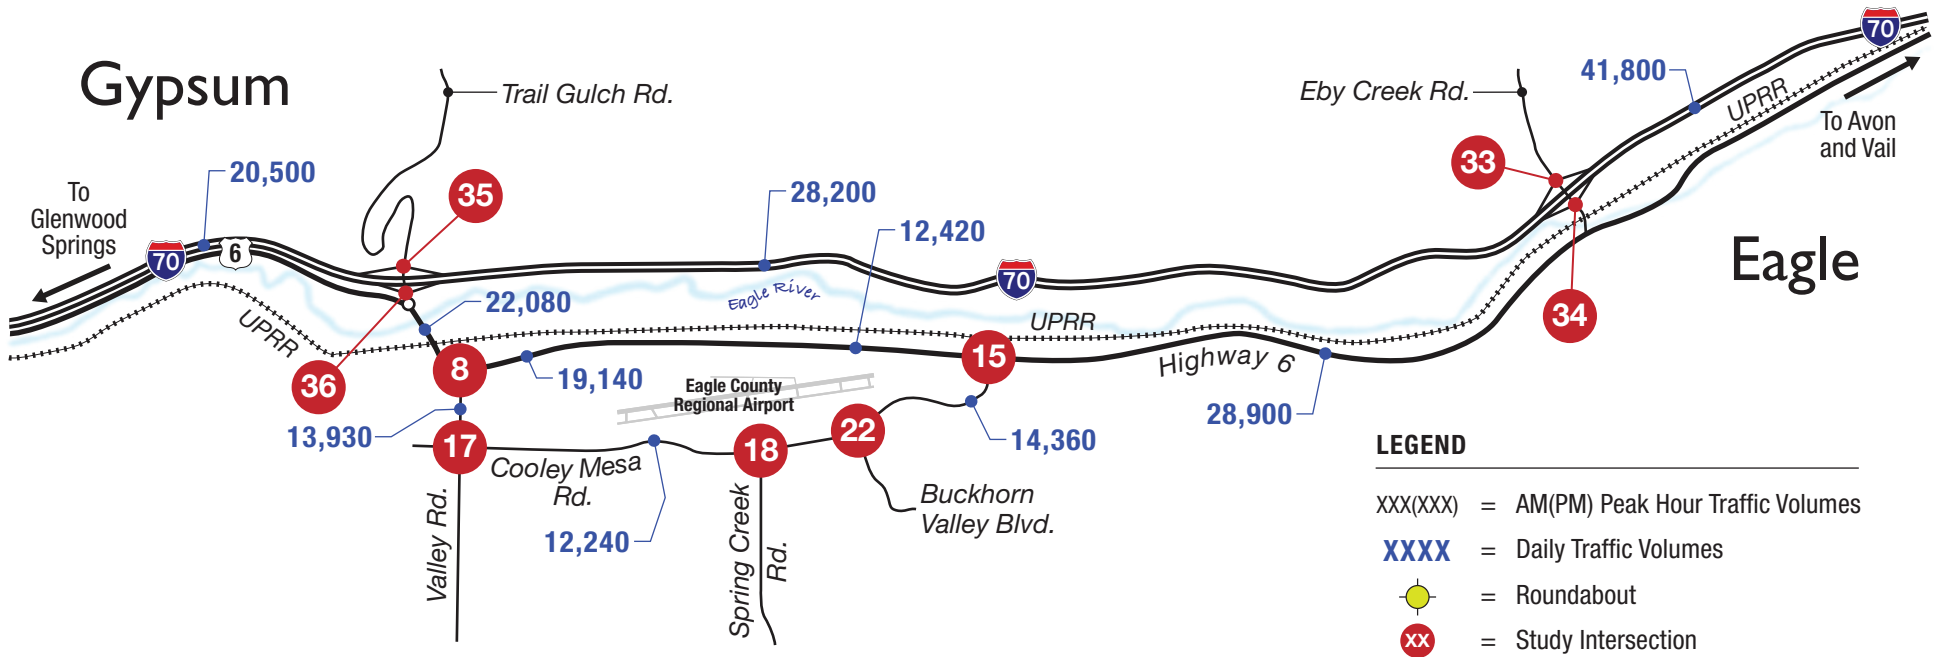 Gypsum
Trail Gulch Rd.
Eby Creek Rd.
41,800
70
UPRR
To Avon
and Vail
20,500
35
33
28,200
12,420
To
Glenwood
Springs
70
6
70
Eagle
22,080
Eagle River
34
UPRR
UPRR
36
8
19,140
15
Highway 6
Eagle County
Regional Airport
28,900
13,930
17
18
22
14,360
Cooley Mesa
Rd.
12,240
Buckhorn
Valley Blvd.
Valley Rd.
Spring Creek
Rd.
LEGEND
XXX(XXX) = AM(PM) Peak Hour Traffic Volumes
XXXX = Daily Traffic Volumes
= Roundabout
XX = Study Intersection